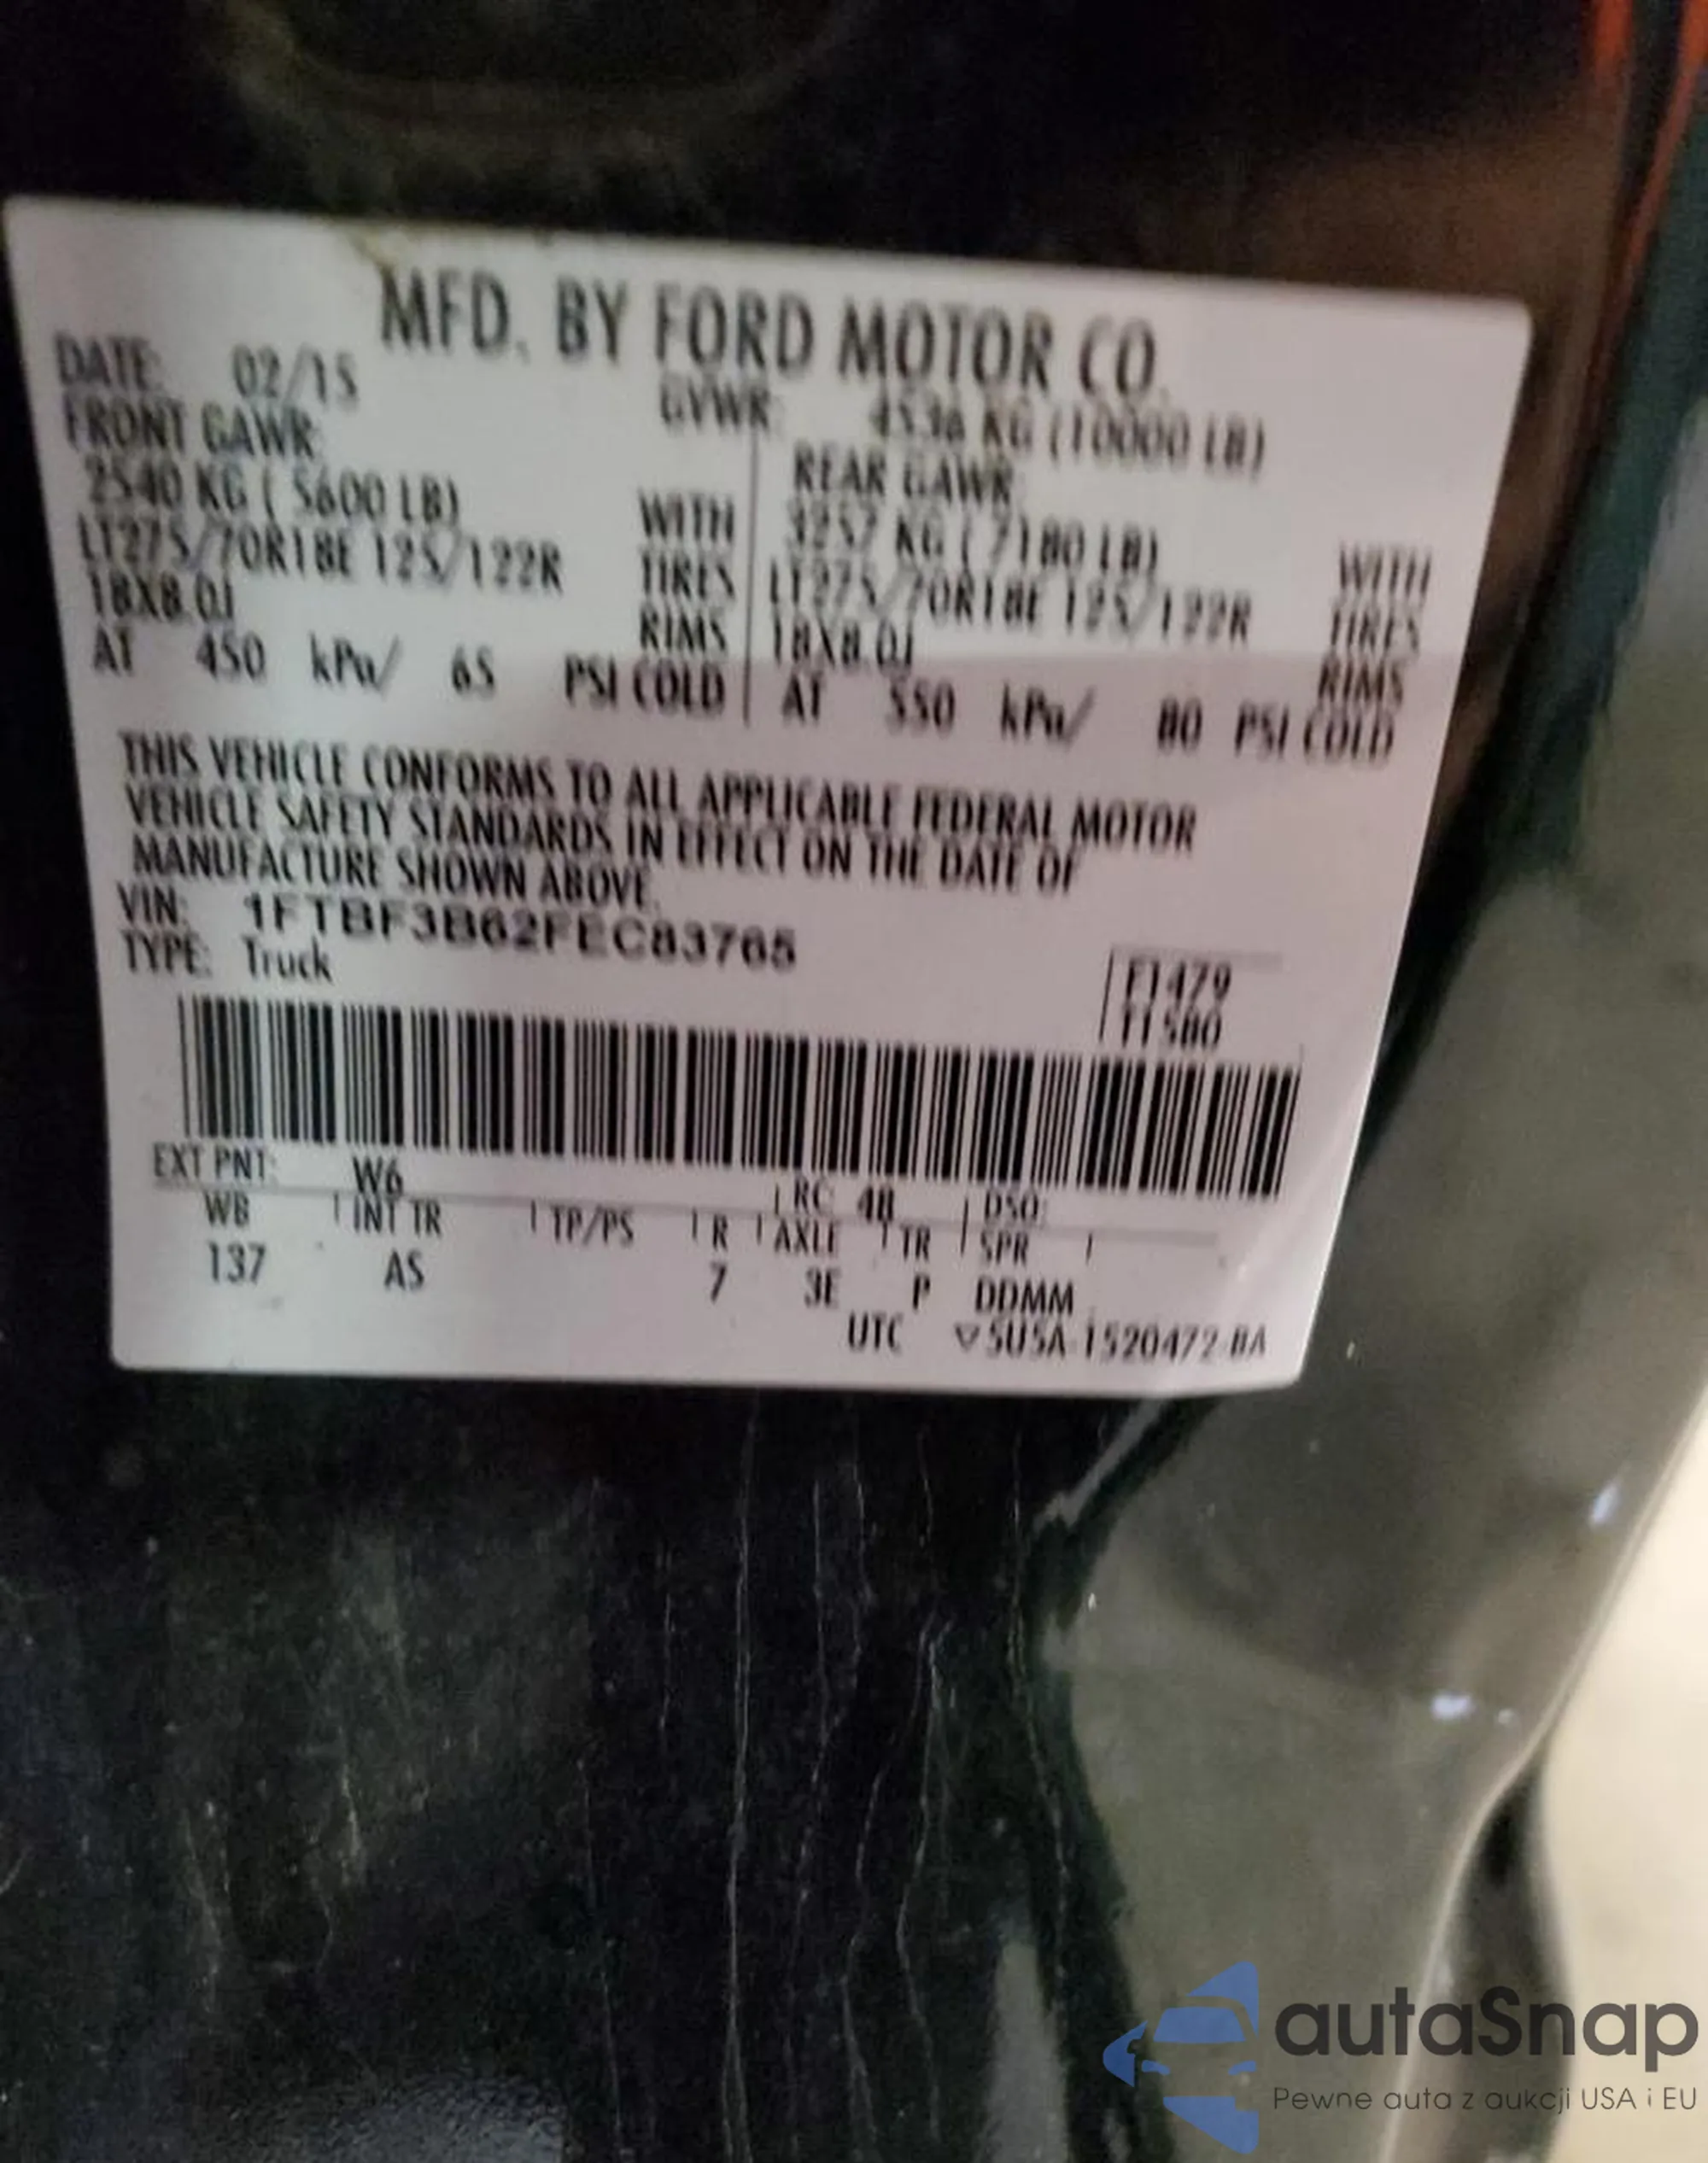 MFD. BY FORD MOTOR CO.
DATE: 02/15 GVWR: 4536 KG (10000 LB)
FRONT GAWR: REAR GAWR:
2540 KG ( 5600 LB) WITH 3257 KG ( 7180 LB) WITH
LT275/70R18E 125/122R TIRES LT275/70R18E 125/122R TIRES
18X8.0J RIMS 18X8.0J RIMS
AT 450 kPa/ 65 PSI COLD AT 550 kPa/ 80 PSI COLD
THIS VEHICLE CONFORMS TO ALL APPLICABLE FEDERAL MOTOR
VEHICLE SAFETY STANDARDS IN EFFECT ON THE DATE OF
MANUFACTURE SHOWN ABOVE.
VIN: 1FTBF3B62FEC83765
TYPE: Truck
F1479
T1580
EXT PNT: W6 RC: 48 DSO:
WB INT TR TP/PS R AXLE TR SPR
137 AS 7 3E P DDMM
UTC ▽5U5A-1520472-BA
autaSnap
Pewne auta z aukcji USA i EU